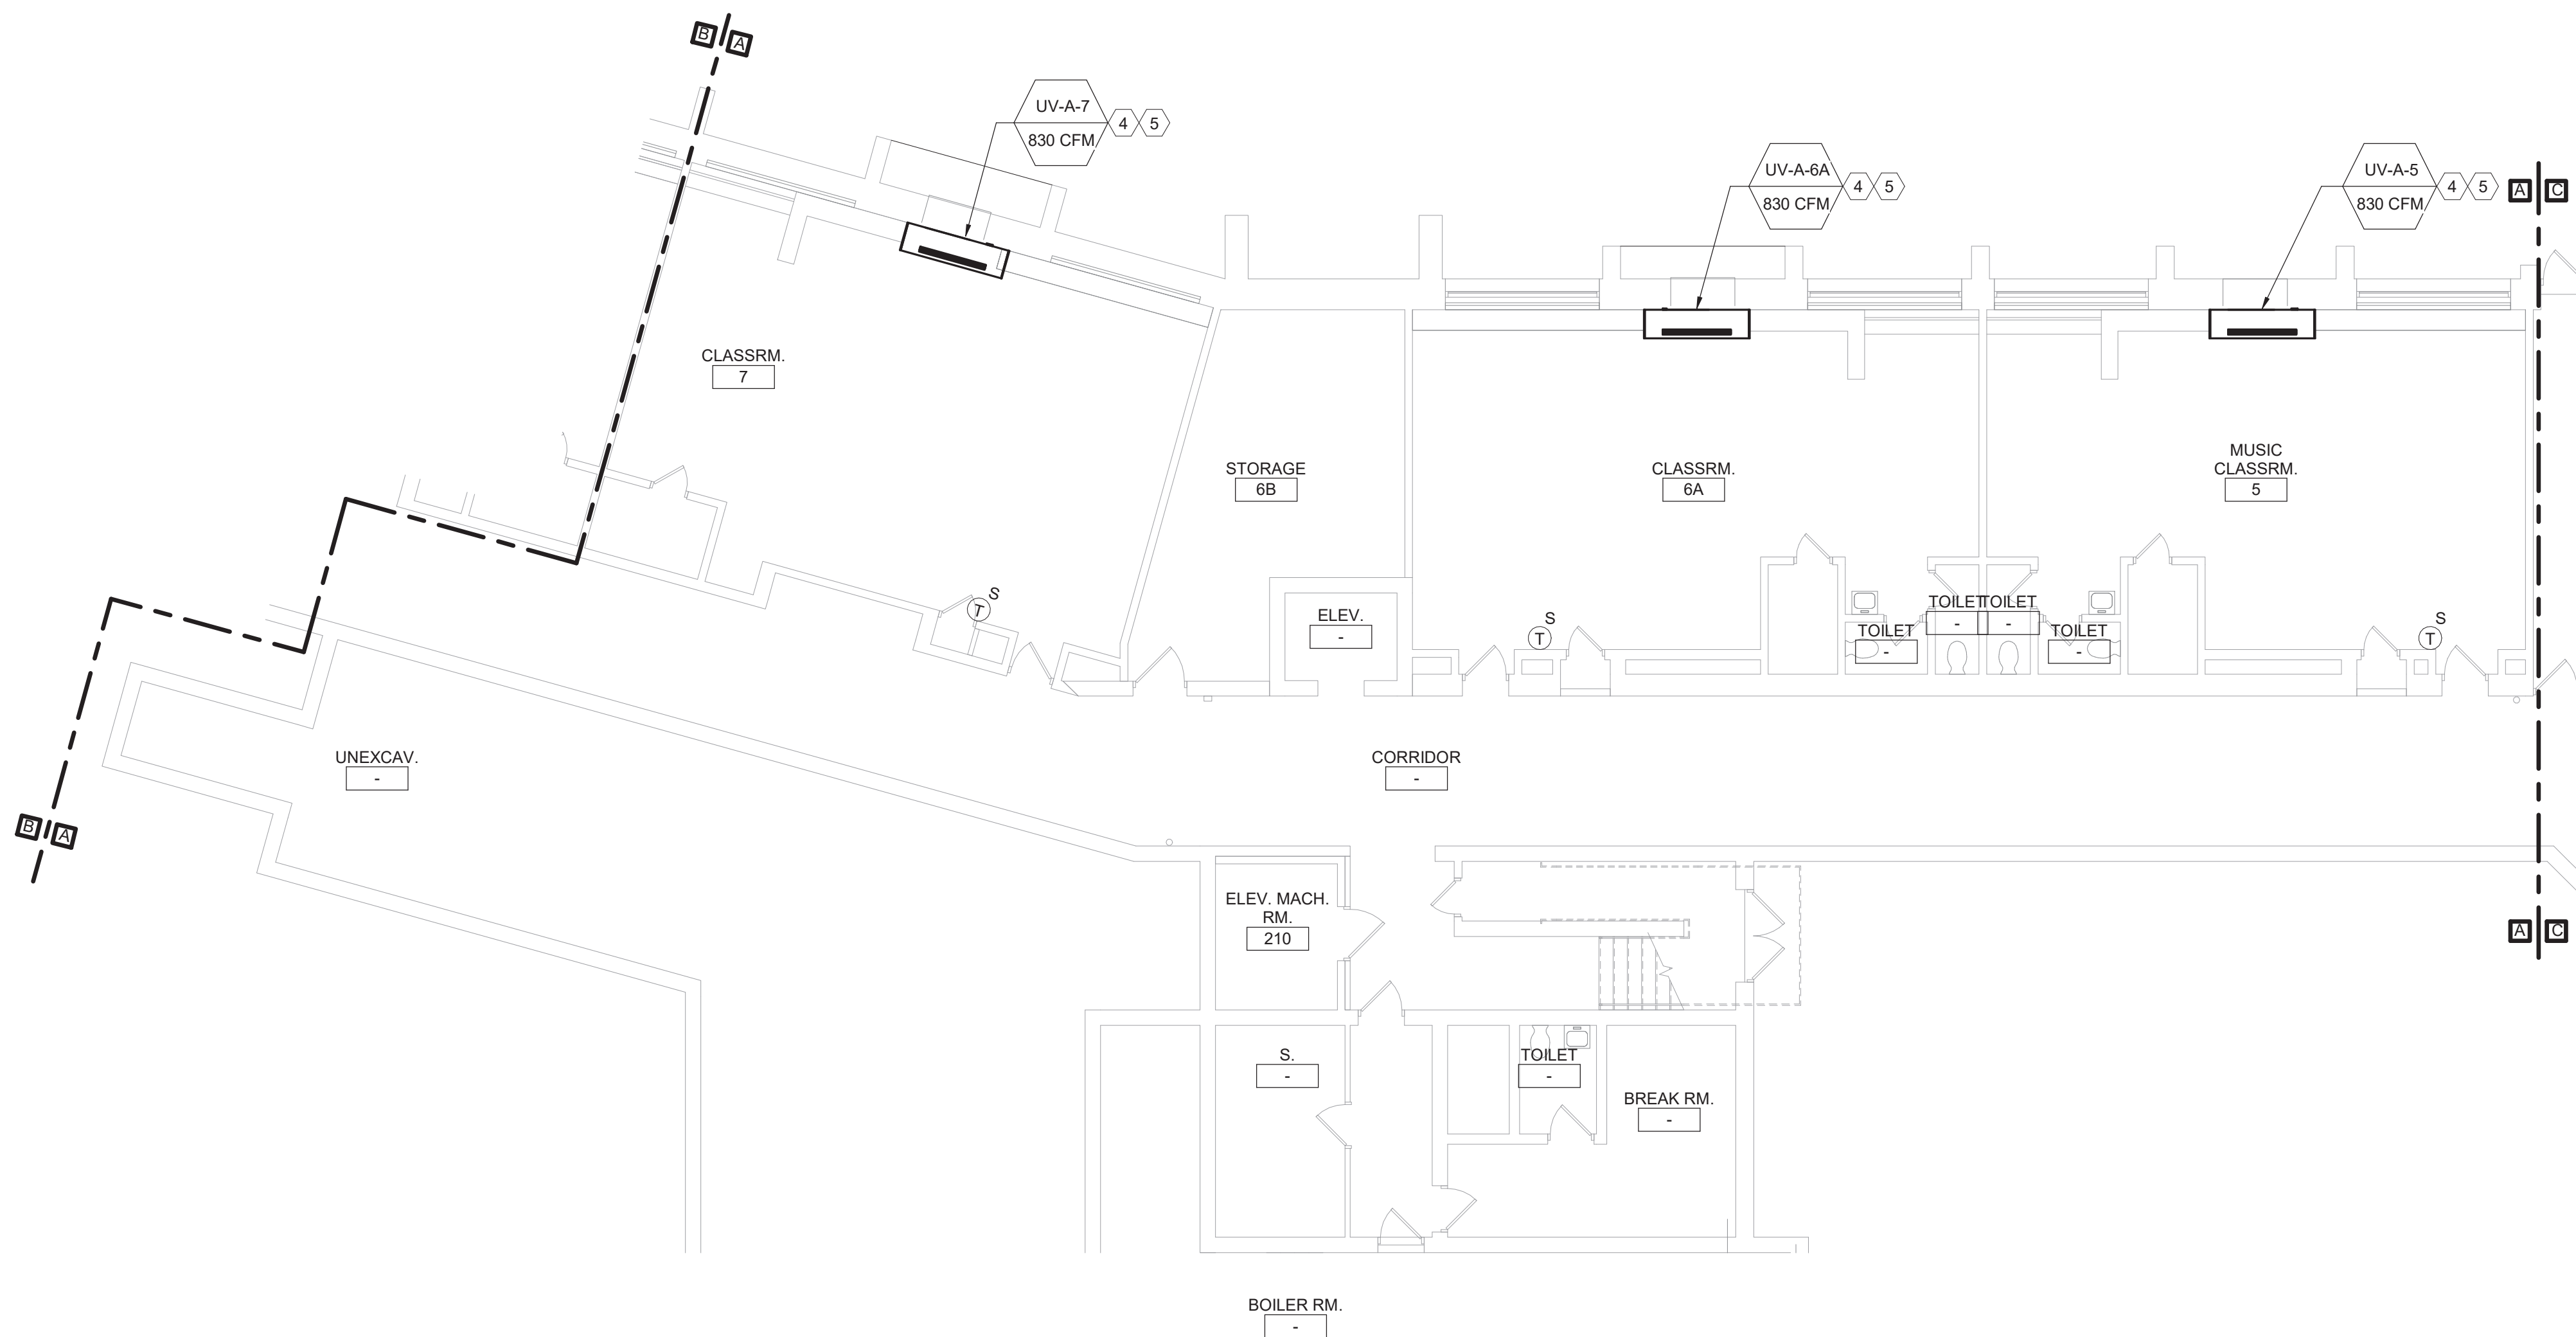 B A
UV-A-7
830 CFM
4 5
UV-A-6A
830 CFM
4 5
UV-A-5
830 CFM
4 5
A C
CLASSRM.
7
STORAGE
6B
CLASSRM.
6A
MUSIC
CLASSRM.
5
S
T
ELEV.
-
S
T
TOILET
-
TOILET
-
TOILET
-
TOILET
-
S
T
UNEXCAV.
-
CORRIDOR
-
B A
ELEV. MACH.
RM.
210
A C
S.
-
TOILET
-
BREAK RM.
-
BOILER RM.
-